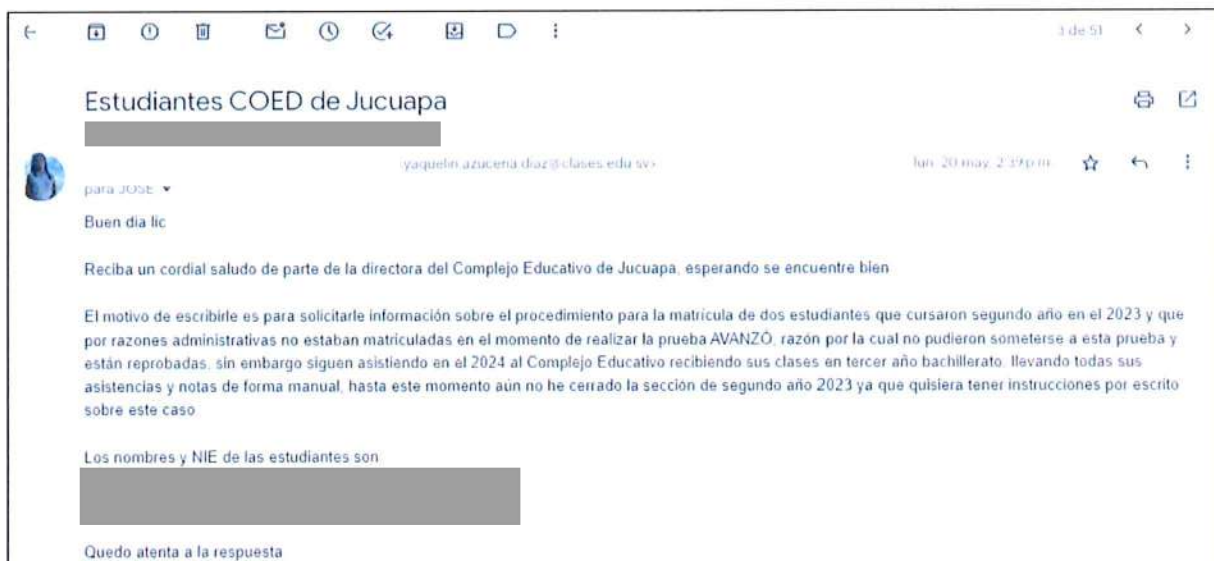 3 de 51
Estudiantes COED de Jucuapa
yaquelin.azucena.diaz@clases.edu.sv>
lun, 20 may, 2:39 p.m.
para JOSE
Buen dia lic
Reciba un cordial saludo de parte de la directora del Complejo Educativo de Jucuapa, esperando se encuentre bien
El motivo de escribirle es para solicitarle información sobre el procedimiento para la matricula de dos estudiantes que cursaron segundo año en el 2023 y que
por razones administrativas no estaban matriculadas en el momento de realizar la prueba AVANZO, razón por la cual no pudieron someterse a esta prueba y
están reprobadas, sin embargo siguen asistiendo en el 2024 al Complejo Educativo recibiendo sus clases en tercer año bachillerato, llevando todas sus
asistencias y notas de forma manual, hasta este momento aún no he cerrado la sección de segundo año 2023 ya que quisiera tener instrucciones por escrito
sobre este caso
Los nombres y NIE de las estudiantes son
Quedo atenta a la respuesta